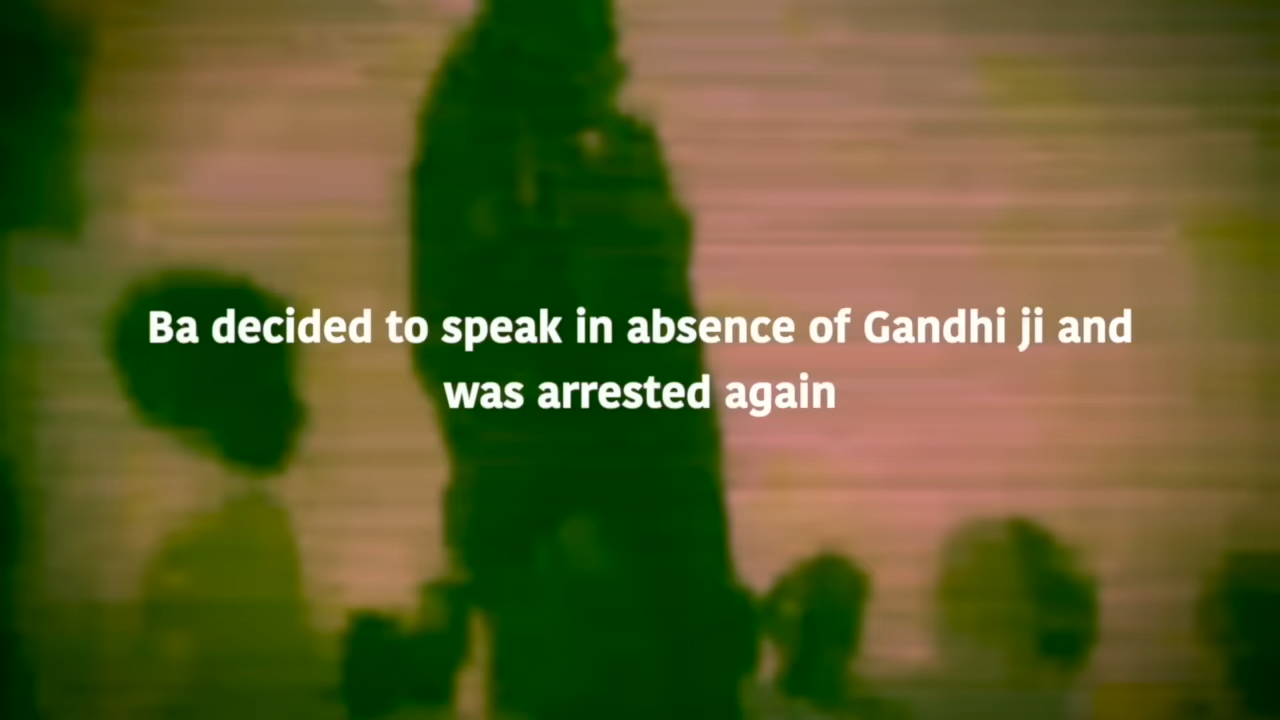 Ba decided to speak in absence of Gandhi ji and
was arrested again